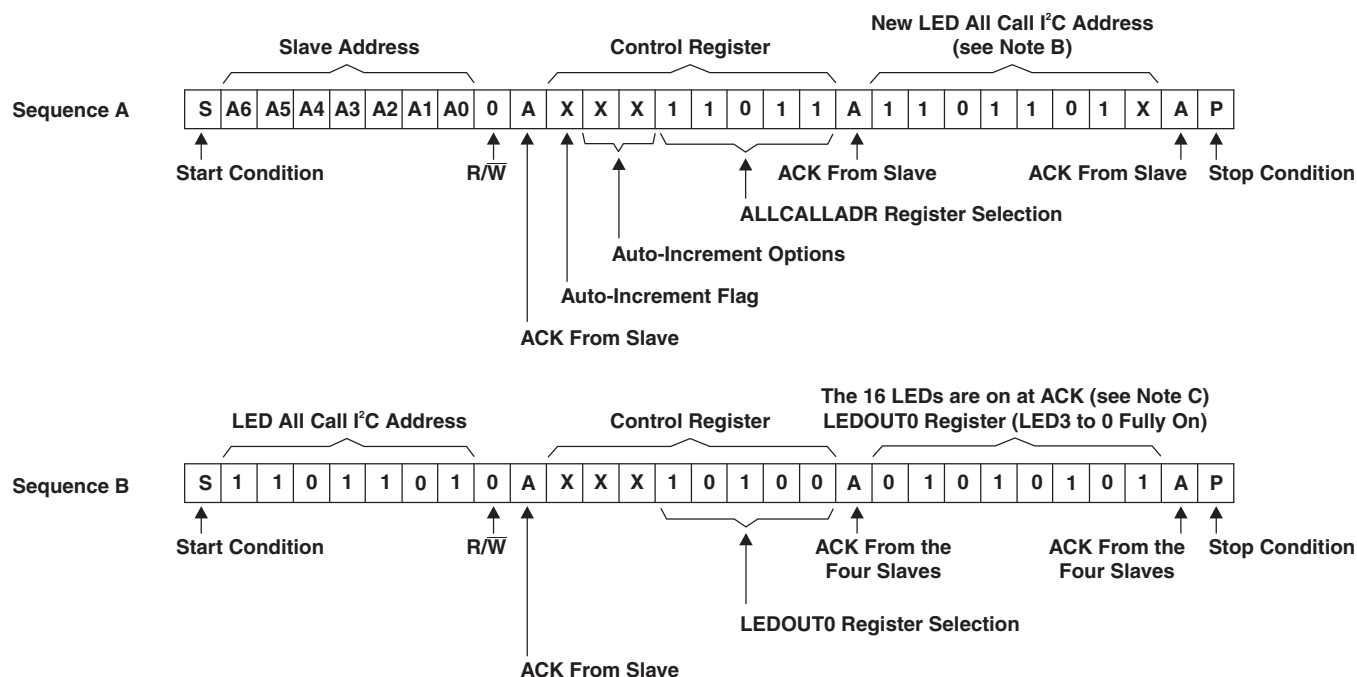 New LED All Call I²C Address
(see Note B)
Slave Address
Control Register
Sequence A
S A6 A5 A4 A3 A2 A1 A0 0 A X X X 1 1 0 1 1 A 1 1 0 1 1 0 1 X A P
Start Condition
R/W̅
ACK From Slave
ACK From Slave
Stop Condition
ALLCALLADR Register Selection
Auto-Increment Options
Auto-Increment Flag
ACK From Slave
The 16 LEDs are on at ACK (see Note C)
LED All Call I²C Address
Control Register
LEDOUT0 Register (LED3 to 0 Fully On)
Sequence B
S 1 1 0 1 1 0 1 0 A X X X 1 0 1 0 0 A 0 1 0 1 0 1 0 1 A P
Start Condition
R/W̅
ACK From the
Four Slaves
ACK From the
Four Slaves
Stop Condition
LEDOUT0 Register Selection
ACK From Slave